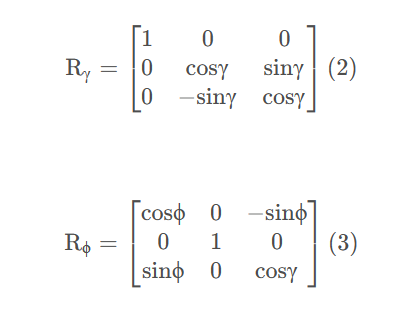 1 0 0
R_γ = 0 cosγ sinγ (2)
0 −sinγ cosγ
cosϕ 0 −sinϕ
R_ϕ = 0 1 0 (3)
sinϕ 0 cosγ